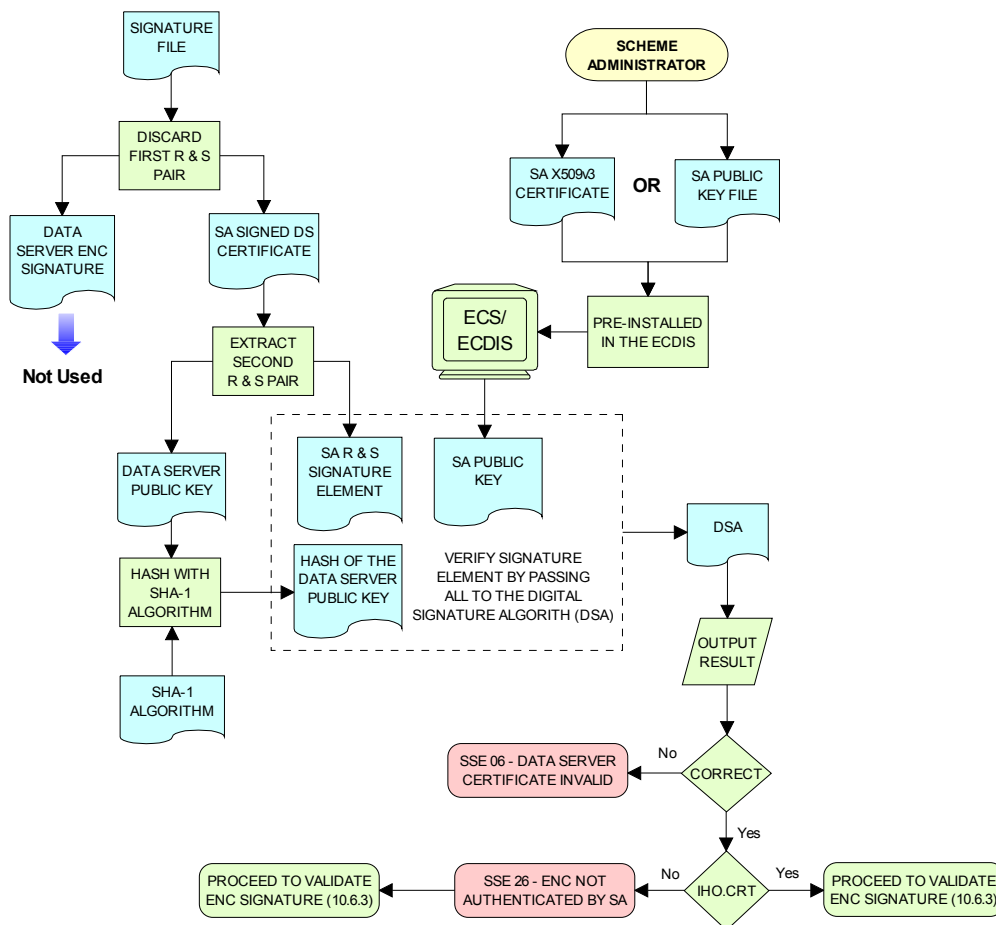 SIGNATURE
FILE
SCHEME
ADMINISTRATOR
DISCARD
FIRST R & S
PAIR
SA X509v3
CERTIFICATE
OR
SA PUBLIC
KEY FILE
DATA
SERVER ENC
SIGNATURE
SA SIGNED DS
CERTIFICATE
Not Used
EXTRACT
SECOND
R & S PAIR
ECS/
ECDIS
PRE-INSTALLED
IN THE ECDIS
DATA SERVER
PUBLIC KEY
SA R & S
SIGNATURE
ELEMENT
SA PUBLIC
KEY
DSA
HASH WITH
SHA-1
ALGORITHM
HASH OF THE
DATA SERVER
PUBLIC KEY
VERIFY SIGNATURE
ELEMENT BY PASSING
ALL TO THE DIGITAL
SIGNATURE ALGORITH (DSA)
OUTPUT
RESULT
SHA-1
ALGORITHM
SSE 06 - DATA SERVER
CERTIFICATE INVALID
No
CORRECT
Yes
PROCEED TO VALIDATE
ENC SIGNATURE (10.6.3)
SSE 26 - ENC NOT
AUTHENTICATED BY SA
No
IHO.CRT
Yes
PROCEED TO VALIDATE
ENC SIGNATURE (10.6.3)